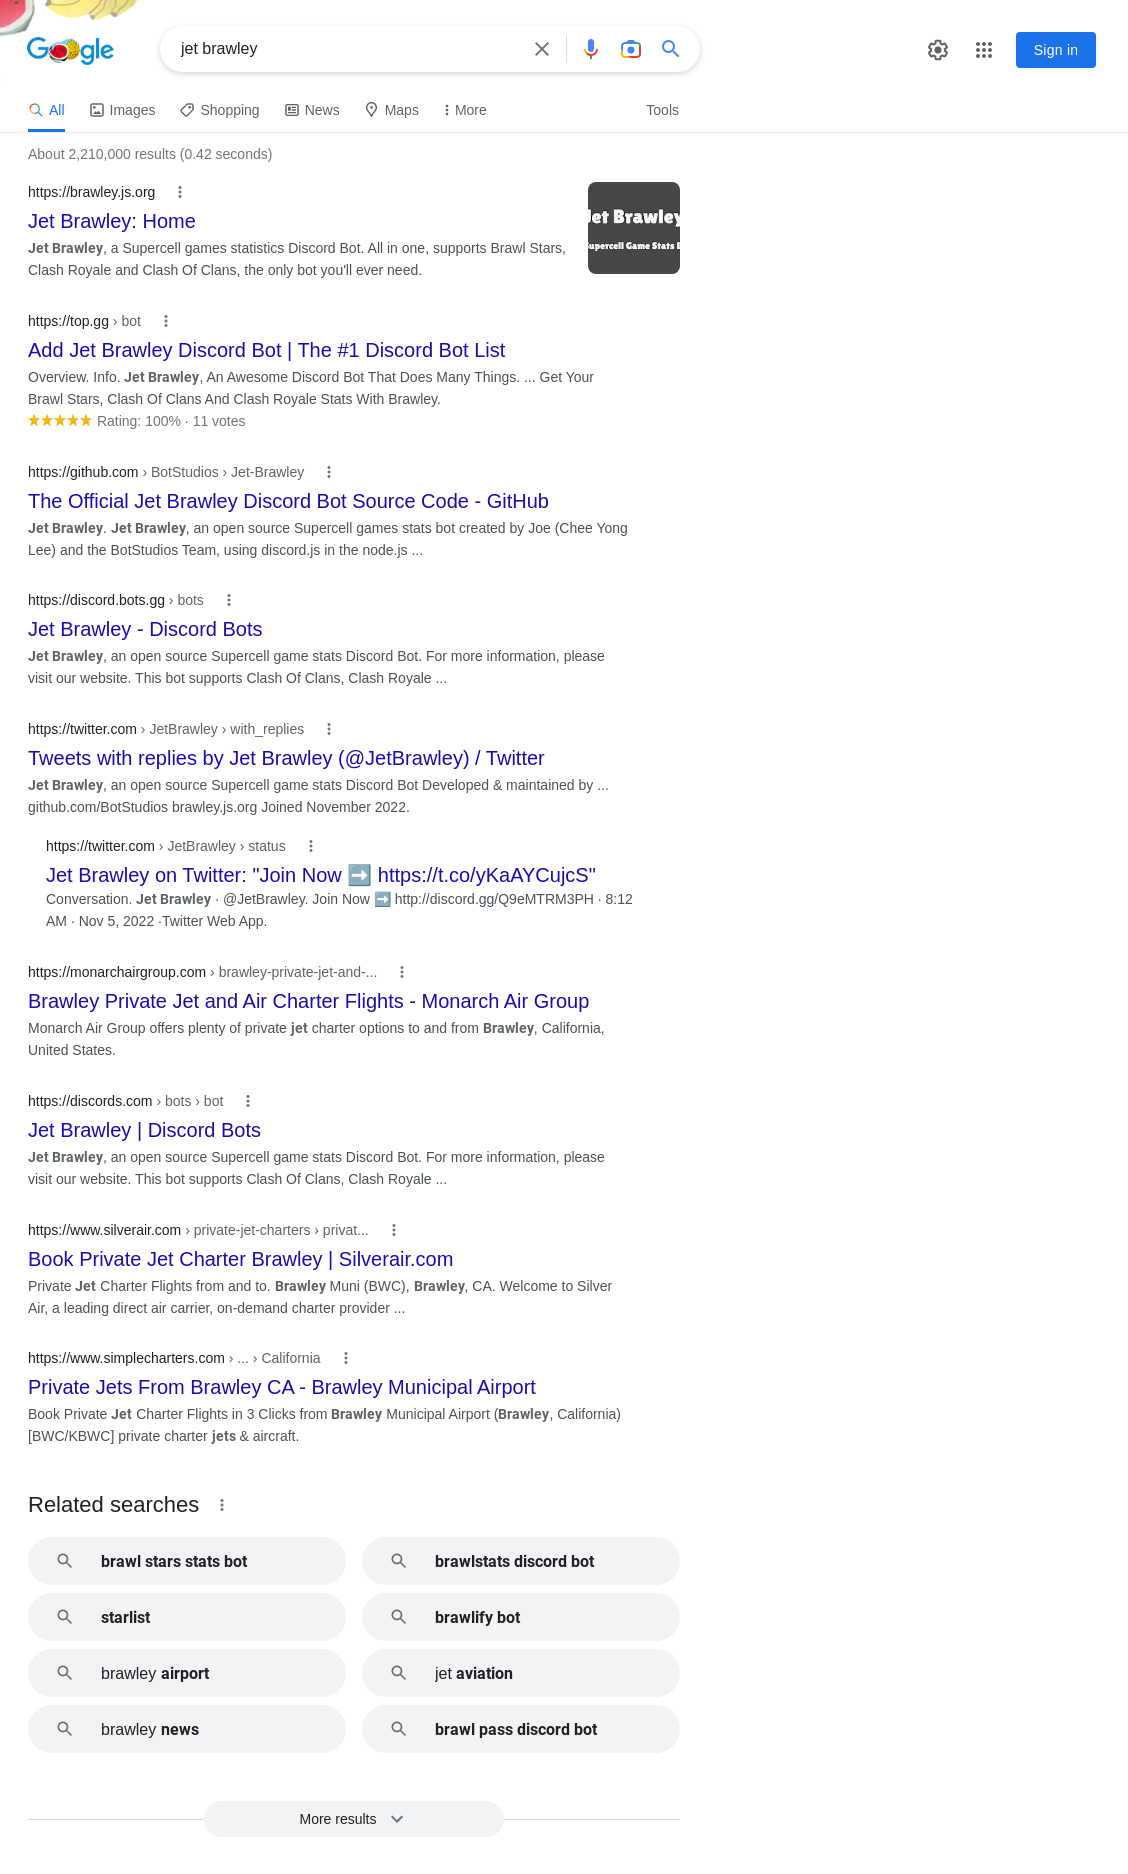 Google
jet brawley
Sign in
All Images Shopping News Maps More Tools
About 2,210,000 results (0.42 seconds)
https://brawley.js.org
Jet Brawley: Home
Jet Brawley, a Supercell games statistics Discord Bot. All in one, supports Brawl Stars,
Clash Royale and Clash Of Clans, the only bot you'll ever need.
Jet Brawley
Supercell Game Stats B
https://top.gg › bot
Add Jet Brawley Discord Bot | The #1 Discord Bot List
Overview. Info. Jet Brawley, An Awesome Discord Bot That Does Many Things. ... Get Your
Brawl Stars, Clash Of Clans And Clash Royale Stats With Brawley.
Rating: 100% · 11 votes
https://github.com › BotStudios › Jet-Brawley
The Official Jet Brawley Discord Bot Source Code - GitHub
Jet Brawley. Jet Brawley, an open source Supercell games stats bot created by Joe (Chee Yong
Lee) and the BotStudios Team, using discord.js in the node.js ...
https://discord.bots.gg › bots
Jet Brawley - Discord Bots
Jet Brawley, an open source Supercell game stats Discord Bot. For more information, please
visit our website. This bot supports Clash Of Clans, Clash Royale ...
https://twitter.com › JetBrawley › with_replies
Tweets with replies by Jet Brawley (@JetBrawley) / Twitter
Jet Brawley, an open source Supercell game stats Discord Bot Developed & maintained by ...
github.com/BotStudios brawley.js.org Joined November 2022.
https://twitter.com › JetBrawley › status
Jet Brawley on Twitter: "Join Now ➡️ https://t.co/yKaAYCujcS"
Conversation. Jet Brawley · @JetBrawley. Join Now ➡️ http://discord.gg/Q9eMTRM3PH · 8:12
AM · Nov 5, 2022 ·Twitter Web App.
https://monarchairgroup.com › brawley-private-jet-and-...
Brawley Private Jet and Air Charter Flights - Monarch Air Group
Monarch Air Group offers plenty of private jet charter options to and from Brawley, California,
United States.
https://discords.com › bots › bot
Jet Brawley | Discord Bots
Jet Brawley, an open source Supercell game stats Discord Bot. For more information, please
visit our website. This bot supports Clash Of Clans, Clash Royale ...
https://www.silverair.com › private-jet-charters › privat...
Book Private Jet Charter Brawley | Silverair.com
Private Jet Charter Flights from and to. Brawley Muni (BWC), Brawley, CA. Welcome to Silver
Air, a leading direct air carrier, on-demand charter provider ...
https://www.simplecharters.com › ... › California
Private Jets From Brawley CA - Brawley Municipal Airport
Book Private Jet Charter Flights in 3 Clicks from Brawley Municipal Airport (Brawley, California)
[BWC/KBWC] private charter jets & aircraft.
Related searches
brawl stars stats bot
brawlstats discord bot
starlist
brawlify bot
brawley airport
jet aviation
brawley news
brawl pass discord bot
More results